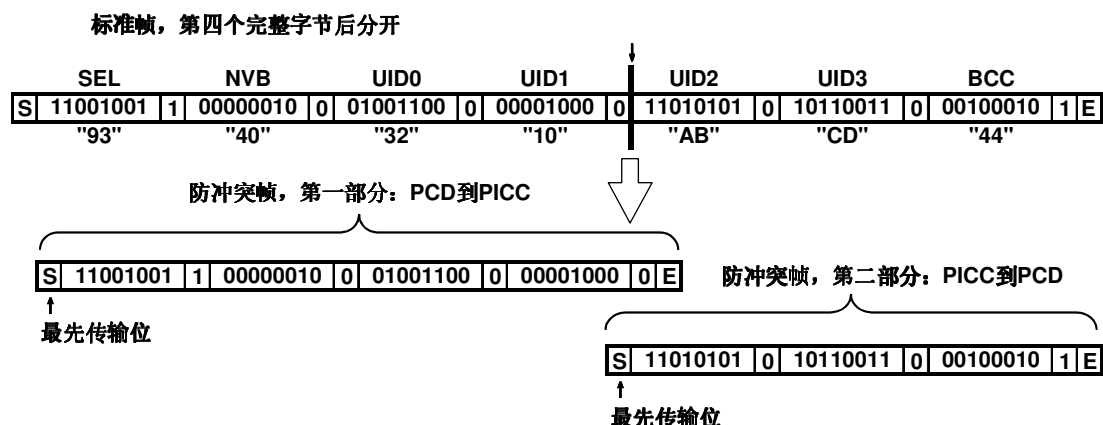 标准帧，第四个完整字节后分开
SEL NVB UID0 UID1 UID2 UID3 BCC
S 11001001 1 00000010 0 01001100 0 00001000 0 11010101 0 10110011 0 00100010 1 E
"93" "40" "32" "10" "AB" "CD" "44"
防冲突帧，第一部分：PCD到PICC
S 11001001 1 00000010 0 01001100 0 00001000 0 E
最先传输位
防冲突帧，第二部分：PICC到PCD
S 11010101 0 10110011 0 00100010 1 E
最先传输位